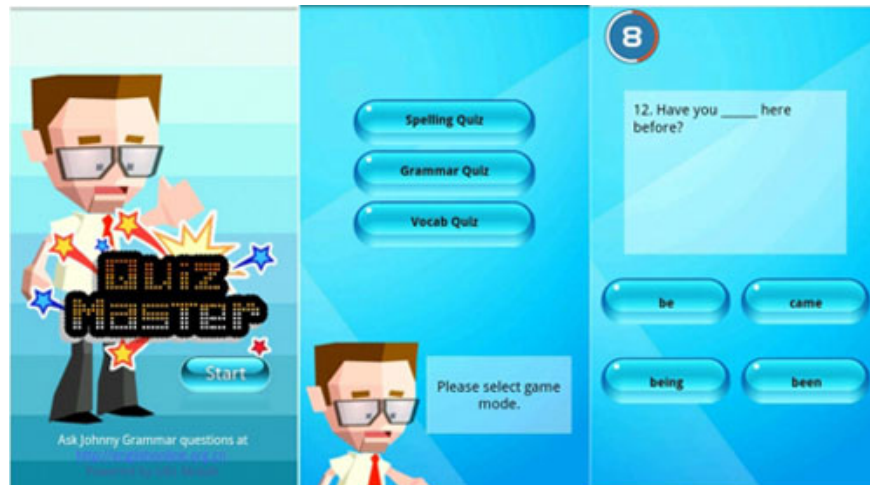 Quiz
Master
Start
Ask Johnny Grammar questions at
Spelling Quiz
Grammar Quiz
Vocab Quiz
Please select game
mode.
8
12. Have you _____ here
before?
be
came
being
been